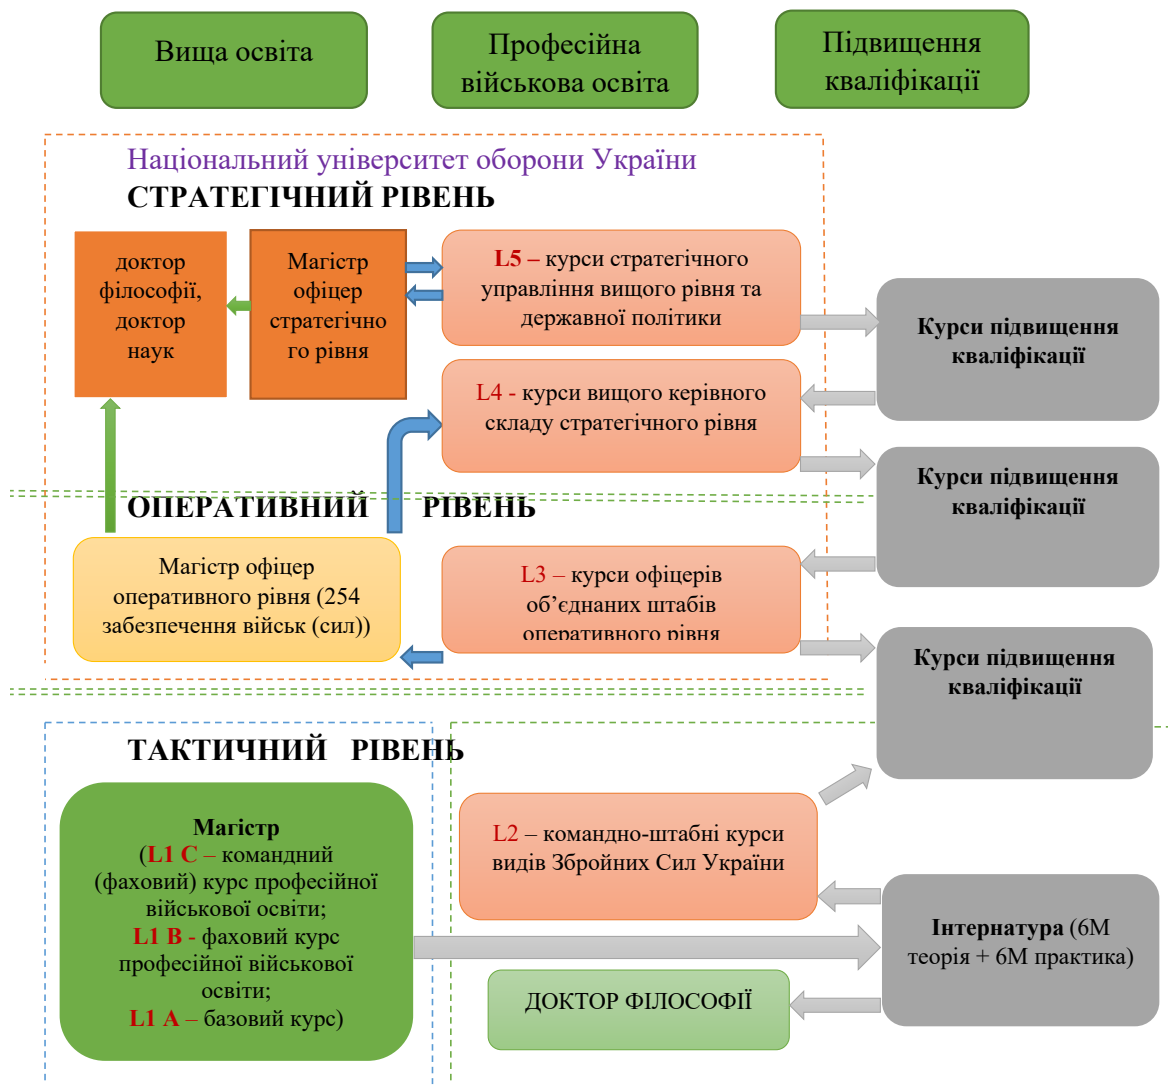 Вища освіта
Професійна
військова освіта
Підвищення
кваліфікації
Національний університет оборони України
СТРАТЕГІЧНИЙ РІВЕНЬ
доктор
філософії,
доктор
наук
Магістр
офіцер
стратегічно
го рівня
L5 – курси стратегічного
управління вищого рівня та
державної політики
Курси підвищення
кваліфікації
L4 - курси вищого керівного
складу стратегічного рівня
Курси підвищення
кваліфікації
ОПЕРАТИВНИЙ РІВЕНЬ
Магістр офіцер
оперативного рівня (254
забезпечення військ (сил))
L3 – курси офіцерів
об’єднаних штабів
оперативного рівня
Курси підвищення
кваліфікації
ТАКТИЧНИЙ РІВЕНЬ
Магістр
(L1 C – командний
(фаховий) курс професійної
військової освіти;
L1 B - фаховий курс
професійної військової
освіти;
L1 A – базовий курс)
L2 – командно-штабні курси
видів Збройних Сил України
Інтернатура (6М
теорія + 6М практика)
ДОКТОР ФІЛОСОФІЇ